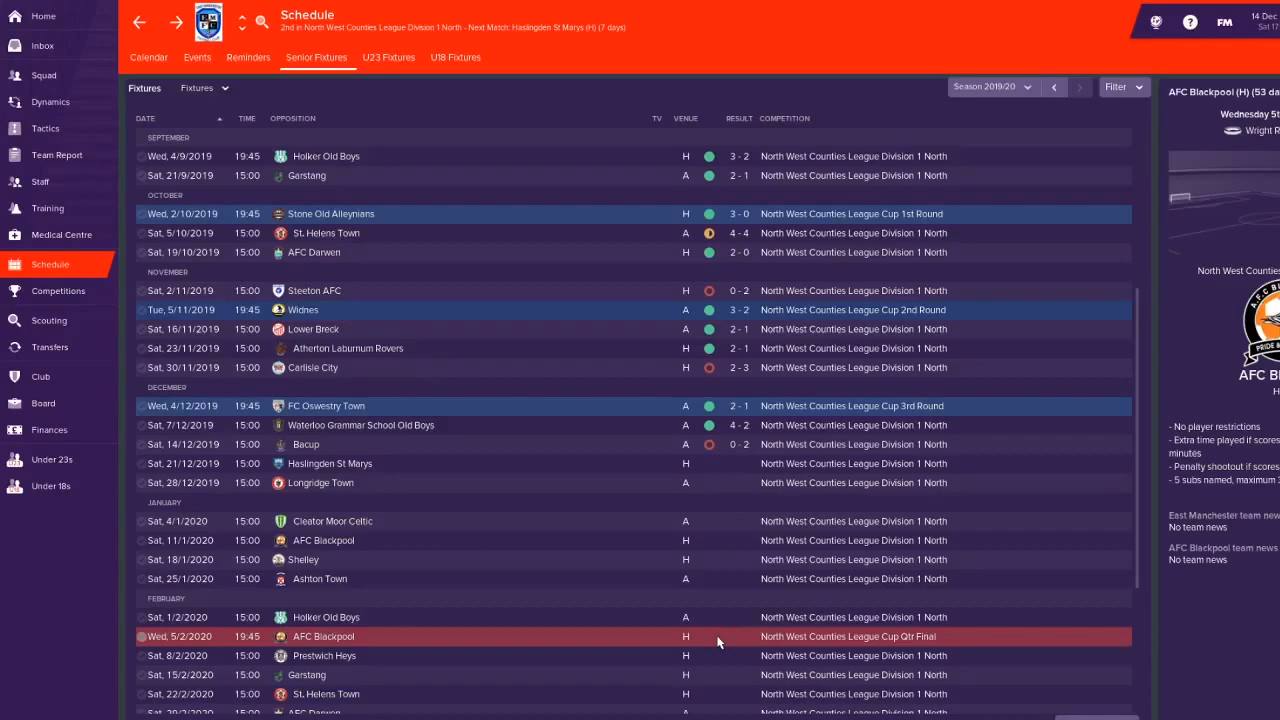 Home
Inbox
Squad
Dynamics
Tactics
Team Report
Staff
Training
Medical Centre
Schedule
Competitions
Scouting
Transfers
Club
Board
Finances
Under 23s
Under 18s
Schedule
2nd in North West Counties League Division 1 North - Next Match: Haslingden St Marys (H) (7 days)
FM
14 Dec
Sat 17
Calendar Events Reminders Senior Fixtures U23 Fixtures U18 Fixtures
Fixtures Fixtures Season 2019/20 Filter
DATE TIME OPPOSITION TV VENUE RESULT COMPETITION
SEPTEMBER
Wed, 4/9/2019 19:45 Holker Old Boys H 3 - 2 North West Counties League Division 1 North
Sat, 21/9/2019 15:00 Garstang A 2 - 1 North West Counties League Division 1 North
OCTOBER
Wed, 2/10/2019 19:45 Stone Old Alleynians H 3 - 0 North West Counties League Cup 1st Round
Sat, 5/10/2019 15:00 St. Helens Town A 4 - 4 North West Counties League Division 1 North
Sat, 19/10/2019 15:00 AFC Darwen H 2 - 0 North West Counties League Division 1 North
NOVEMBER
Sat, 2/11/2019 15:00 Steeton AFC H 0 - 2 North West Counties League Division 1 North
Tue, 5/11/2019 19:45 Widnes A 3 - 2 North West Counties League Cup 2nd Round
Sat, 16/11/2019 15:00 Lower Breck A 2 - 1 North West Counties League Division 1 North
Sat, 23/11/2019 15:00 Atherton Laburnum Rovers H 2 - 1 North West Counties League Division 1 North
Sat, 30/11/2019 15:00 Carlisle City H 2 - 3 North West Counties League Division 1 North
DECEMBER
Wed, 4/12/2019 19:45 FC Oswestry Town A 2 - 1 North West Counties League Cup 3rd Round
Sat, 7/12/2019 15:00 Waterloo Grammar School Old Boys A 4 - 2 North West Counties League Division 1 North
Sat, 14/12/2019 15:00 Bacup A 0 - 2 North West Counties League Division 1 North
Sat, 21/12/2019 15:00 Haslingden St Marys H North West Counties League Division 1 North
Sat, 28/12/2019 15:00 Longridge Town A North West Counties League Division 1 North
JANUARY
Sat, 4/1/2020 15:00 Cleator Moor Celtic A North West Counties League Division 1 North
Sat, 11/1/2020 15:00 AFC Blackpool H North West Counties League Division 1 North
Sat, 18/1/2020 15:00 Shelley H North West Counties League Division 1 North
Sat, 25/1/2020 15:00 Ashton Town A North West Counties League Division 1 North
FEBRUARY
Sat, 1/2/2020 15:00 Holker Old Boys A North West Counties League Division 1 North
Wed, 5/2/2020 19:45 AFC Blackpool H North West Counties League Cup Qtr Final
Sat, 8/2/2020 15:00 Prestwich Heys H North West Counties League Division 1 North
Sat, 15/2/2020 15:00 Garstang H North West Counties League Division 1 North
Sat, 22/2/2020 15:00 St. Helens Town H North West Counties League Division 1 North
Sat, 29/2/2020 15:00 AFC Darwen A North West Counties League Division 1 North
AFC Blackpool (H) (53 da
Wednesday 5t
Wright R
North West Countie
A.F.C. B
PRIDE &
AFC Bl
H
- No player restrictions
- Extra time played if scores
minutes
- Penalty shootout if scores
- 5 subs named, maximum 3
East Manchester team new
No team news
AFC Blackpool team news
No team news